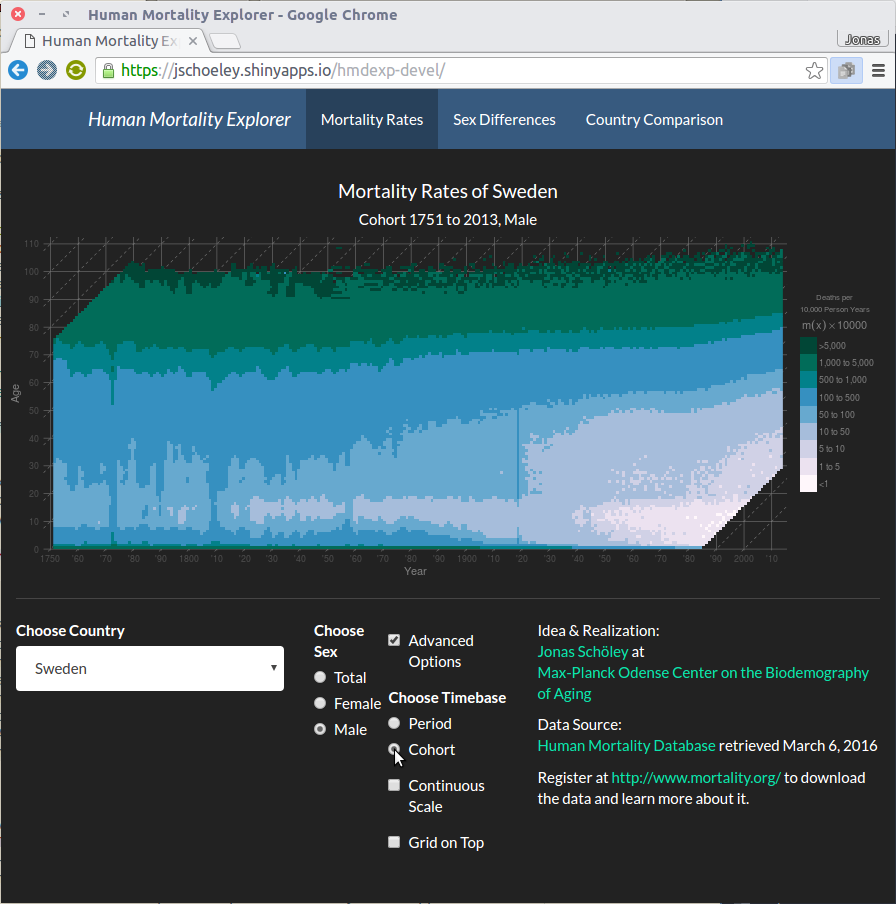 Human Mortality Explorer - Google Chrome
Human Mortality Ex
Jonas
https://jschoeley.shinyapps.io/hmdexp-devel/
Human Mortality Explorer
Mortality Rates
Sex Differences
Country Comparison
Mortality Rates of Sweden
Cohort 1751 to 2013, Male
110
100
90
80
70
60
50
40
30
20
10
0
Age
1750 '60 '70 '80 '90 1800 '10 '20 '30 '40 '50 '60 '70 '80 '90 1900 '10 '20 '30 '40 '50 '60 '70 '80 '90 2000 '10
Year
Deaths per
10,000 Person Years
m(x) × 10000
>5,000
1,000 to 5,000
500 to 1,000
100 to 500
50 to 100
10 to 50
5 to 10
1 to 5
<1
Choose Country
Sweden
Choose
Sex
Total
Female
Male
Advanced
Options
Choose Timebase
Period
Cohort
Continuous
Scale
Grid on Top
Idea & Realization:
Jonas Schöley at
Max-Planck Odense Center on the Biodemography
of Aging
Data Source:
Human Mortality Database retrieved March 6, 2016
Register at http://www.mortality.org/ to download
the data and learn more about it.